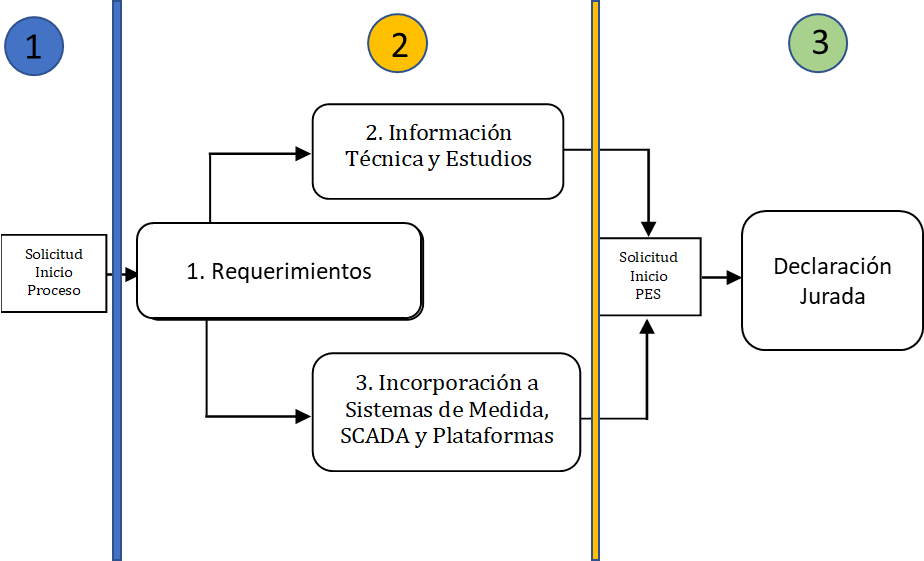 1
2
3
2. Información
Técnica y Estudios
Solicitud
Inicio
Proceso
1. Requerimientos
3. Incorporación a
Sistemas de Medida,
SCADA y Plataformas
Solicitud
Inicio
PES
Declaración
Jurada